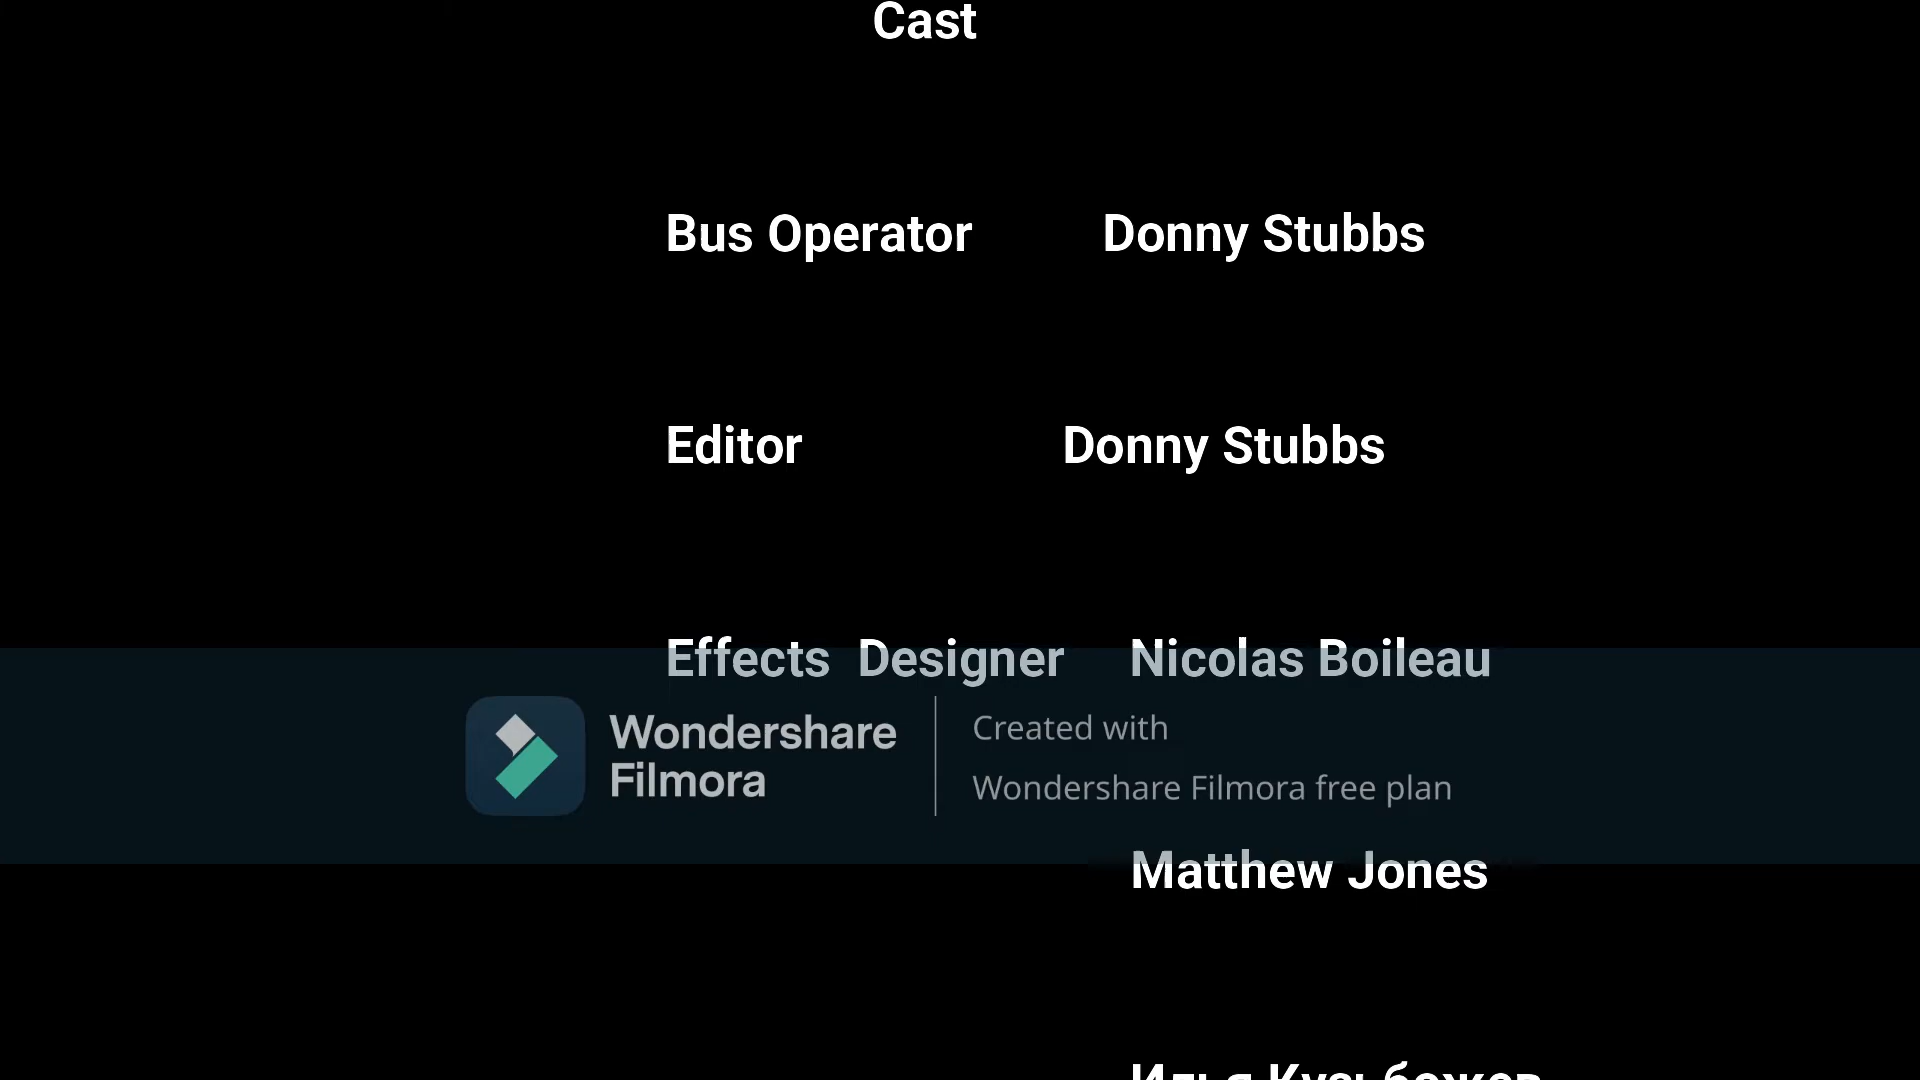 Cast
Bus Operator Donny Stubbs
Editor Donny Stubbs
Effects Designer Nicolas Boileau
Wondershare
Filmora
Created with
Wondershare Filmora free plan
Matthew Jones
Илья